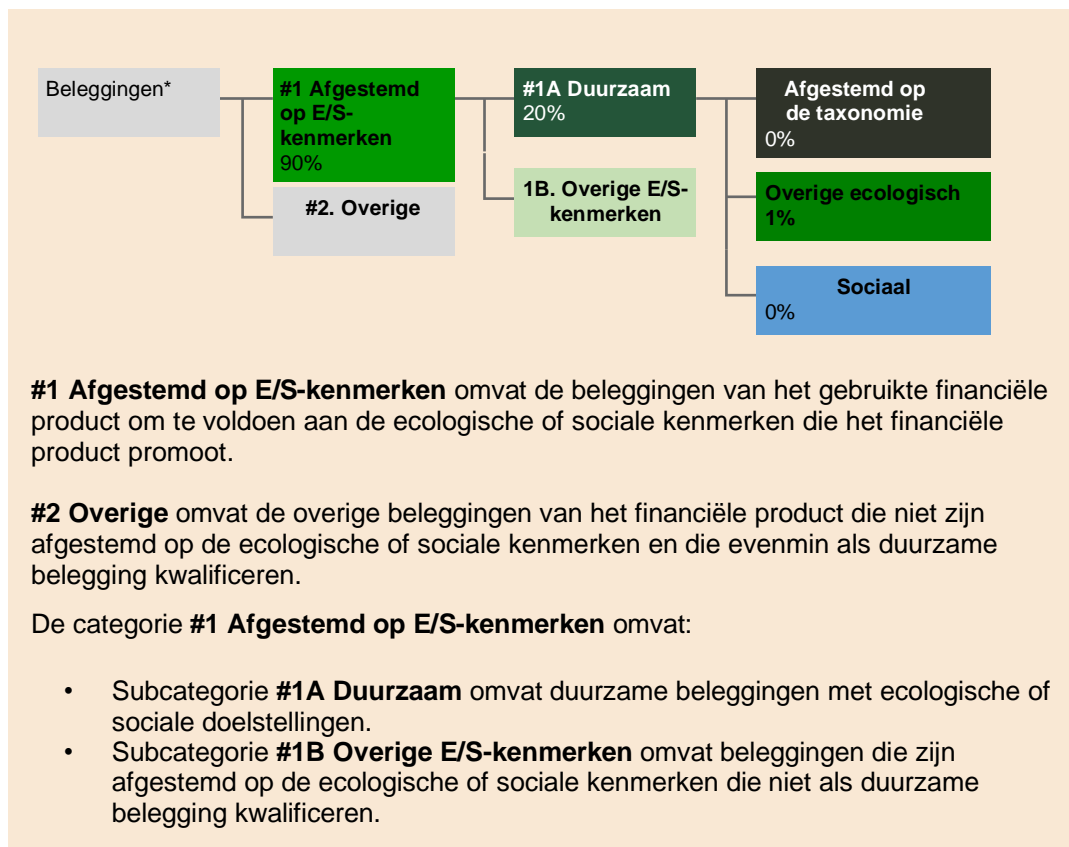 Beleggingen*
#1 Afgestemd
op E/S-
kenmerken
90%
#2. Overige
#1A Duurzaam
20%
1B. Overige E/S-
kenmerken
Afgestemd op
de taxonomie
0%
Overige ecologisch
1%
Sociaal
0%
#1 Afgestemd op E/S-kenmerken omvat de beleggingen van het gebruikte financiële
product om te voldoen aan de ecologische of sociale kenmerken die het financiële
product promoot.
#2 Overige omvat de overige beleggingen van het financiële product die niet zijn
afgestemd op de ecologische of sociale kenmerken en die evenmin als duurzame
belegging kwalificeren.
De categorie #1 Afgestemd op E/S-kenmerken omvat:
• Subcategorie #1A Duurzaam omvat duurzame beleggingen met ecologische of
sociale doelstellingen.
• Subcategorie #1B Overige E/S-kenmerken omvat beleggingen die zijn
afgestemd op de ecologische of sociale kenmerken die niet als duurzame
belegging kwalificeren.